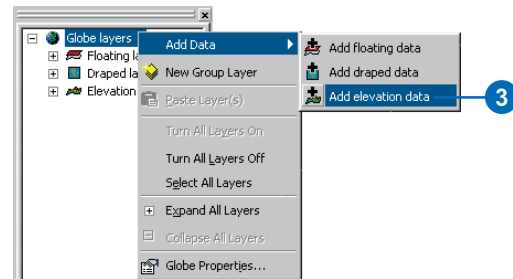 x
Globe layers
Floating la
Draped la
Elevation
Add Data
New Group Layer
Paste Layer(s)
Turn All Layers On
Turn All Layers Off
Select All Layers
Expand All Layers
Collapse All Layers
Globe Properties...
Add floating data
Add draped data
Add elevation data
3